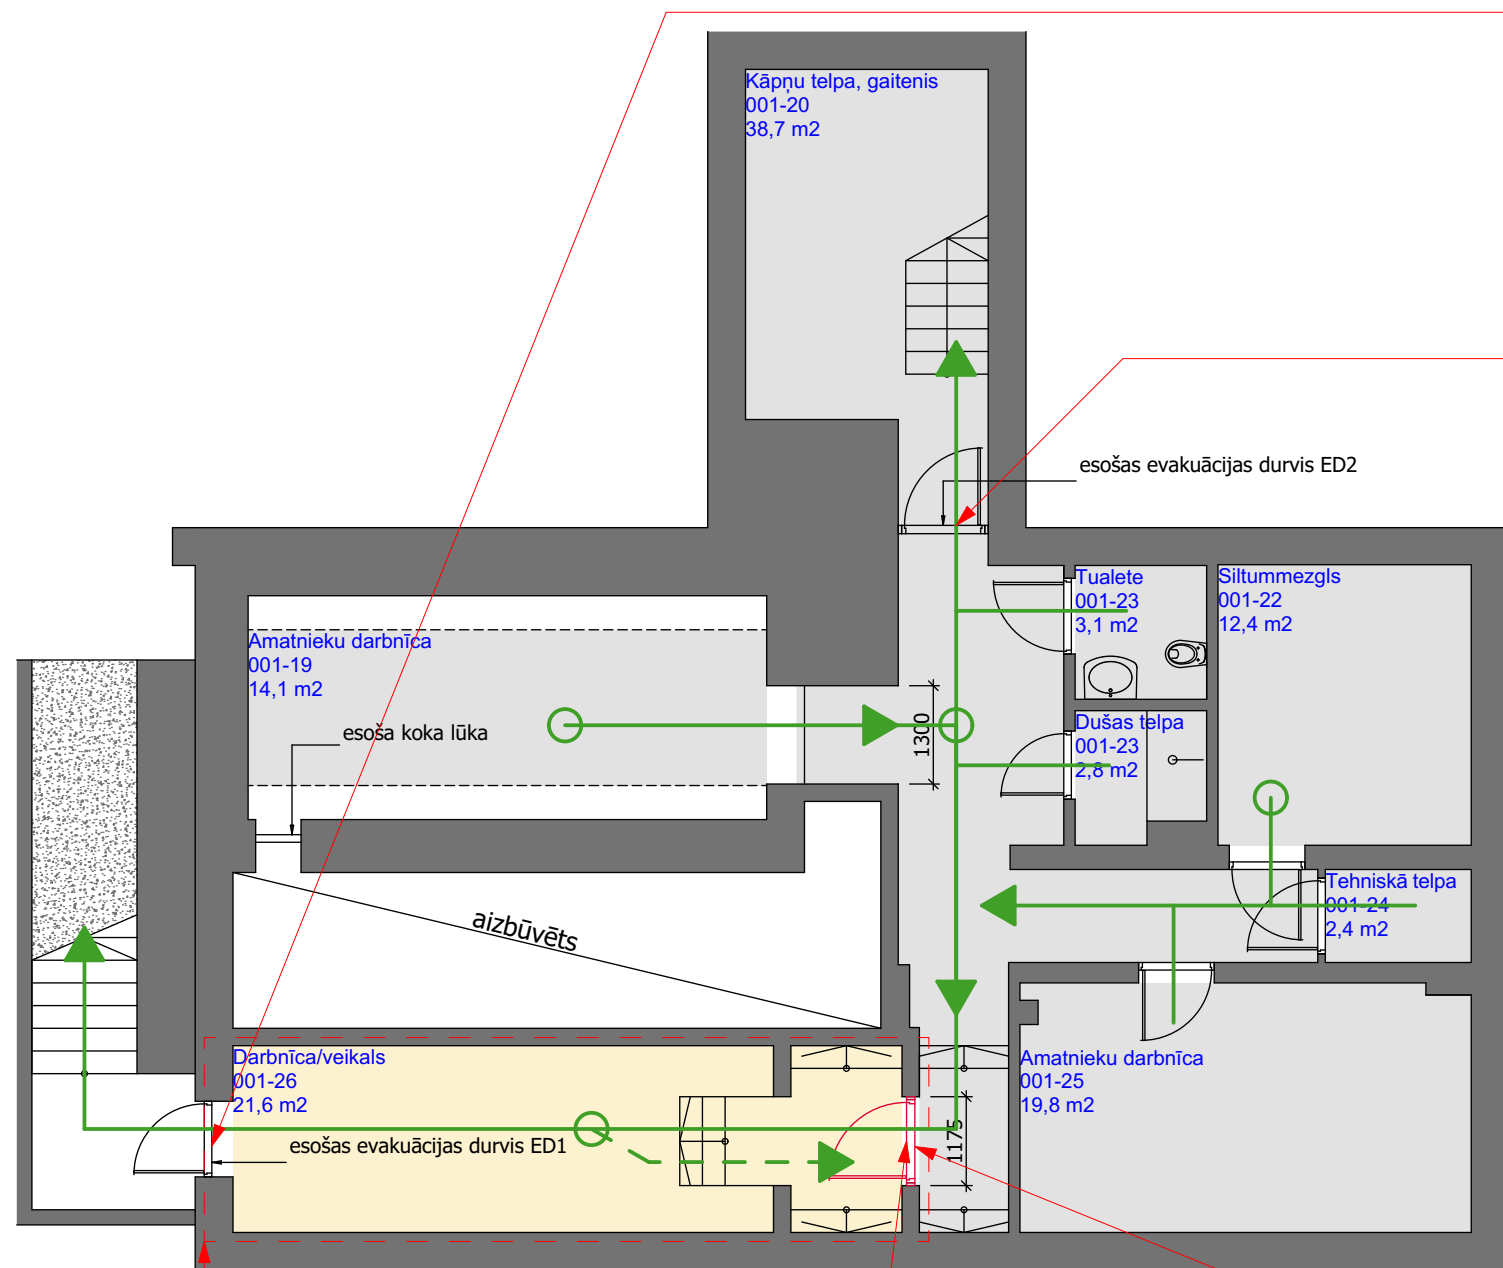 Kāpņu telpa, gaitenis
001-20
38,7 m2
esošas evakuācijas durvis ED2
Tualete
001-23
3,1 m2
Siltummezgls
001-22
12,4 m2
Amatnieku darbnīca
001-19
14,1 m2
esoša koka lūka
1300
Dušas telpa
001-23
2,8 m2
Tehniskā telpa
001-24
2,4 m2
aizbūvēts
Darbnīca/veikals
001-26
21,6 m2
esošas evakuācijas durvis ED1
1175
Amatnieku darbnīca
001-25
19,8 m2